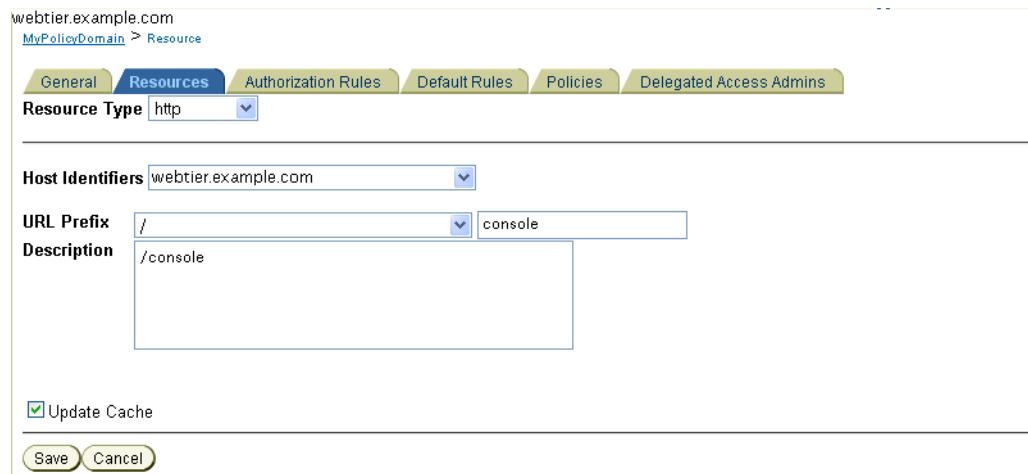 webtier.example.com
MyPolicyDomain > Resource
General Resources Authorization Rules Default Rules Policies Delegated Access Admins
Resource Type http
Host Identifiers webtier.example.com
URL Prefix / console
Description /console
Update Cache
Save Cancel